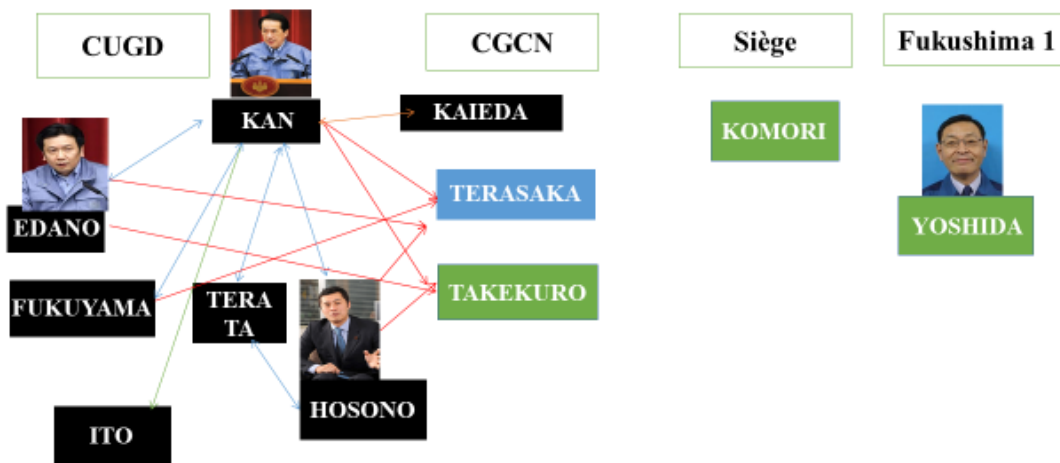 CUGD
CGCN
Siège
Fukushima 1
KAN
KAIEDA
KOMORI
TERASAKA
EDANO
YOSHIDA
FUKUYAMA
TERA
TA
TAKEKURO
HOSONO
ITO